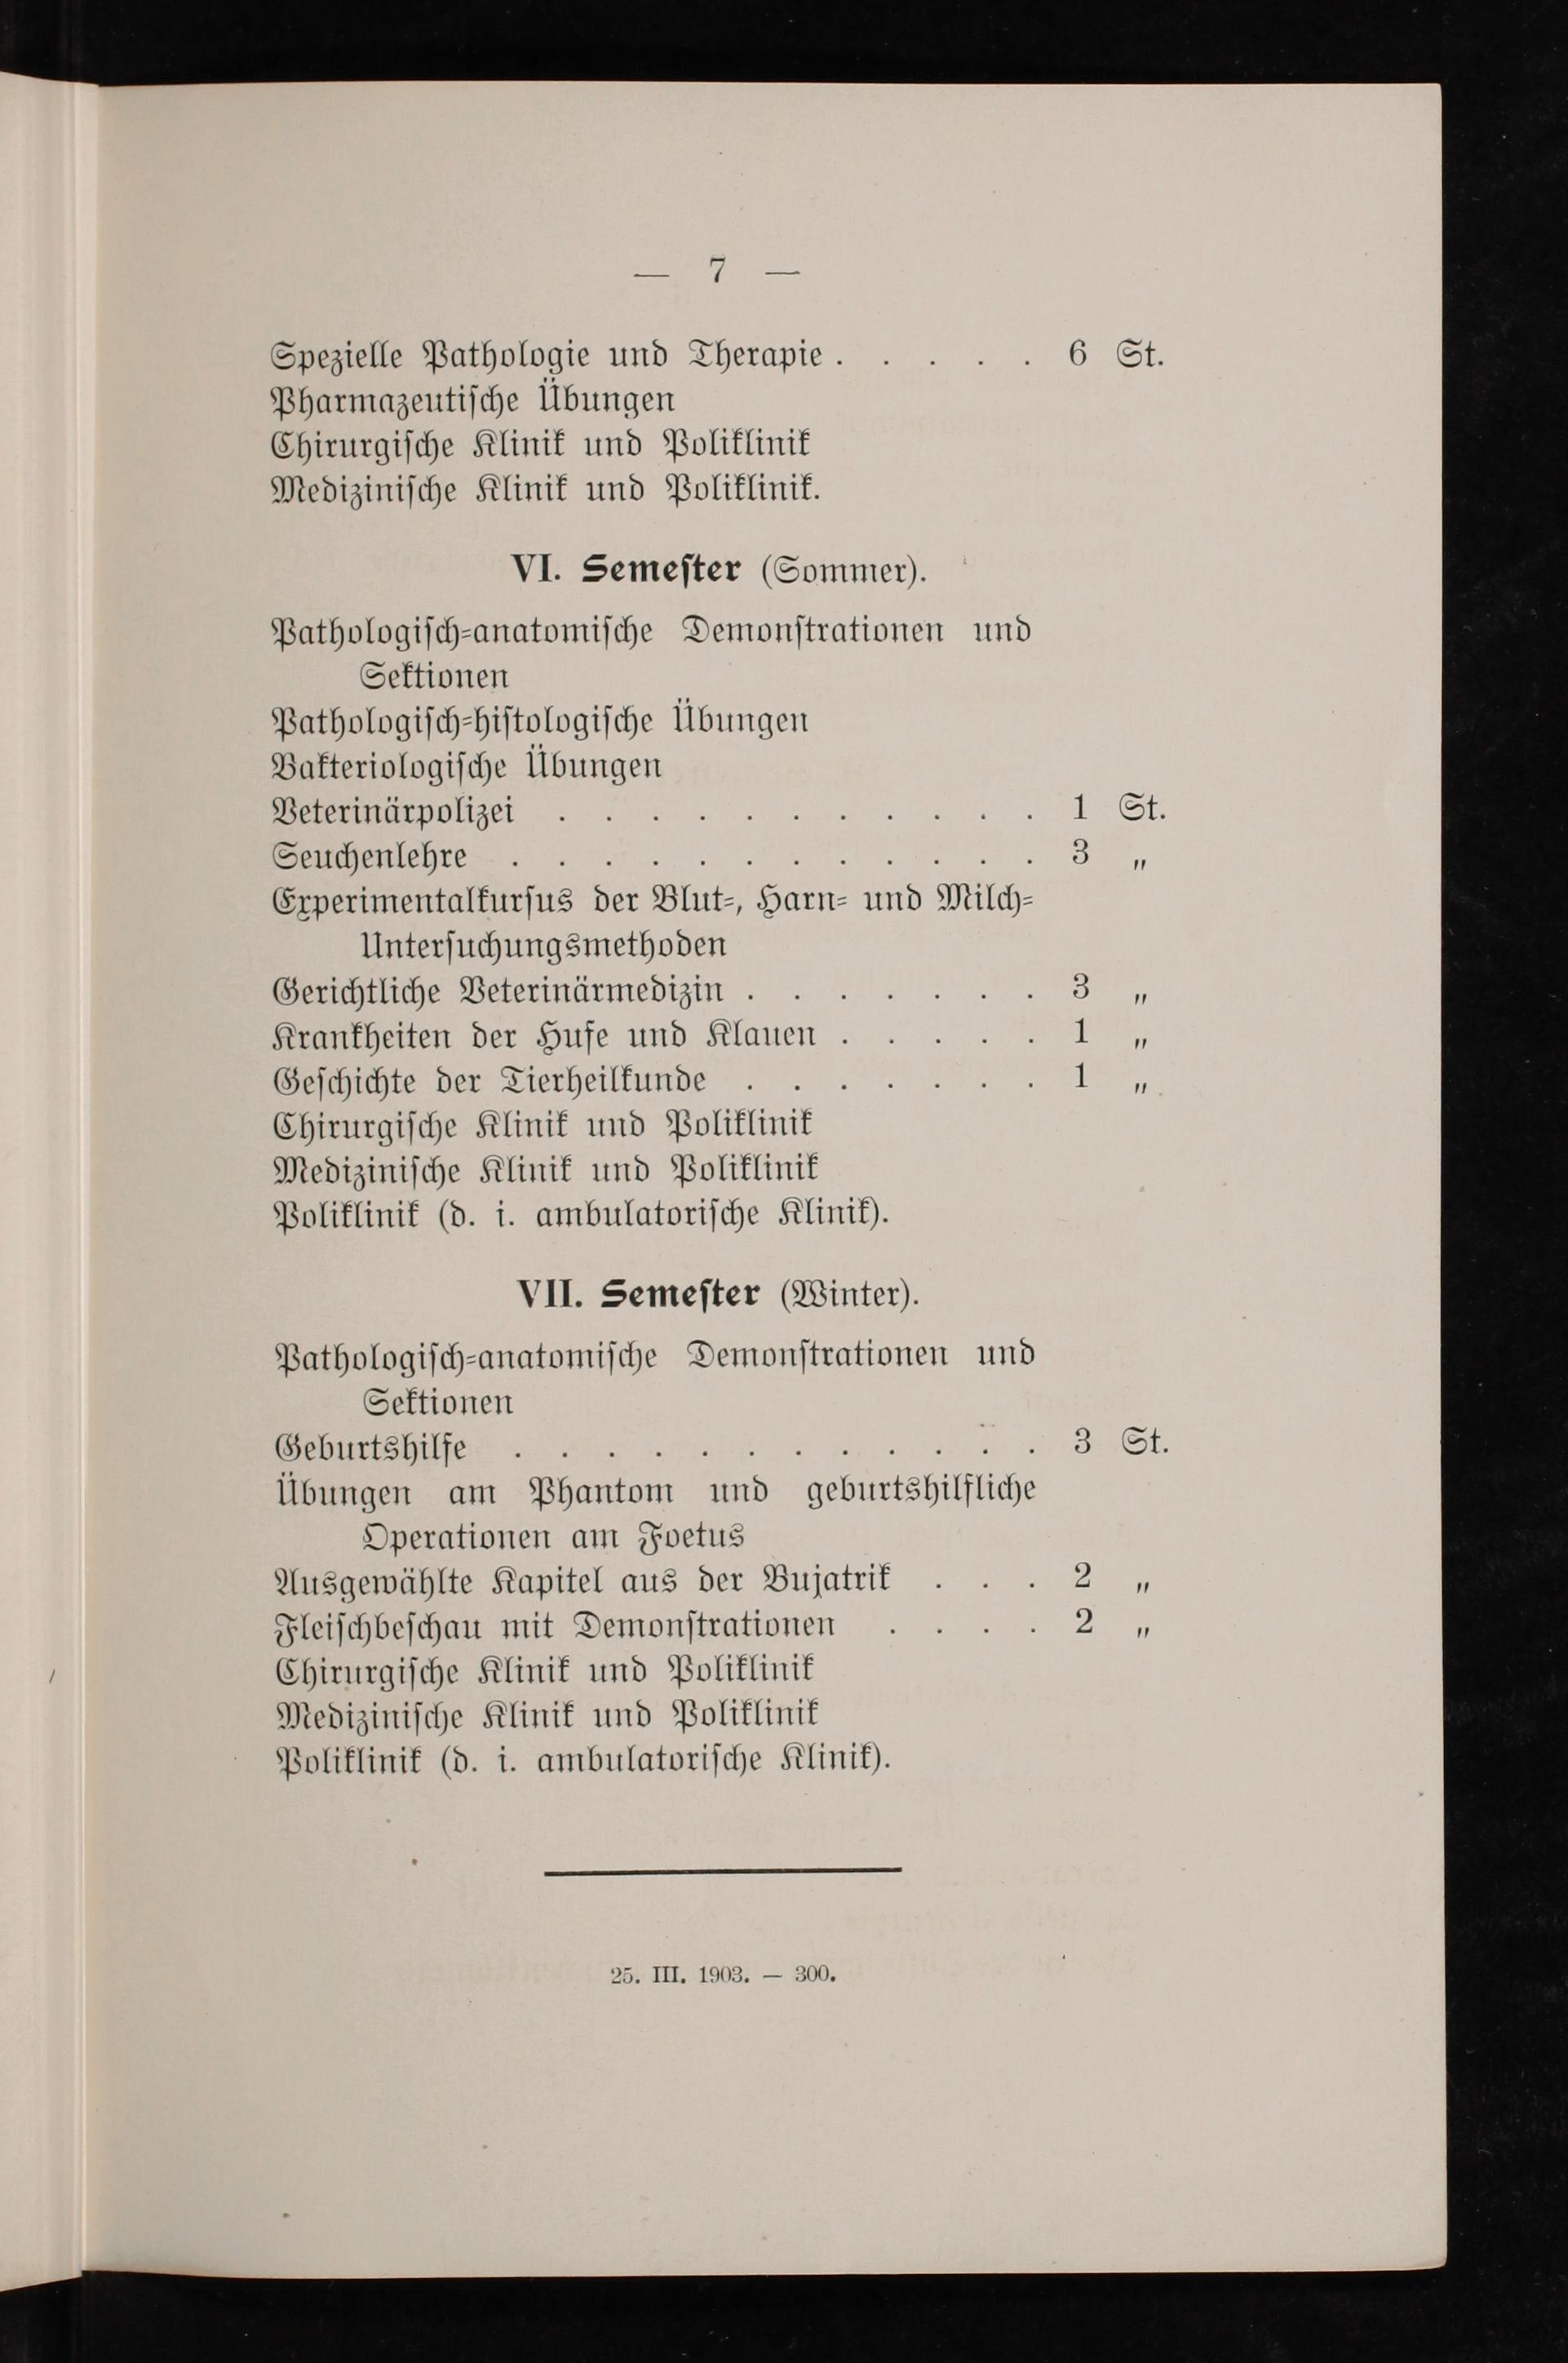 — 7 —
Spezielle Pathologie und Therapie . . . . . 6 St.
Pharmazeutiſche Übungen
Chirurgiſche Klinik und Poliklinik
Mediziniſche Klinik und Poliklinik.
VI. Semeſter (Sommer).
Pathologiſch-anatomiſche Demonſtrationen und
Sektionen
Pathologiſch-hiſtologiſche Übungen
Bakteriologiſche Übungen
Veterinärpolizei . . . . . . . . . . . 1 St.
Seuchenlehre . . . . . . . . . . . . 3 „
Experimentalkurſus der Blut-, Harn- und Milch-
Unterſuchungsmethoden
Gerichtliche Veterinärmedizin . . . . . . . 3 „
Krankheiten der Hufe und Klauen . . . . . 1 „
Geſchichte der Tierheilkunde . . . . . . . 1 „
Chirurgiſche Klinik und Poliklinik
Mediziniſche Klinik und Poliklinik
Poliklinik (d. i. ambulatoriſche Klinik).
VII. Semeſter (Winter).
Pathologiſch-anatomiſche Demonſtrationen und
Sektionen
Geburtshilfe . . . . . . . . . . . . 3 St.
Übungen am Phantom und geburtshilfliche
Operationen am Foetus
Ausgewählte Kapitel aus der Bujatrik . . . 2 „
Fleiſchbeſchau mit Demonſtrationen . . . . 2 „
Chirurgiſche Klinik und Poliklinik
Mediziniſche Klinik und Poliklinik
Poliklinik (d. i. ambulatoriſche Klinik).
25. III. 1903. — 300.